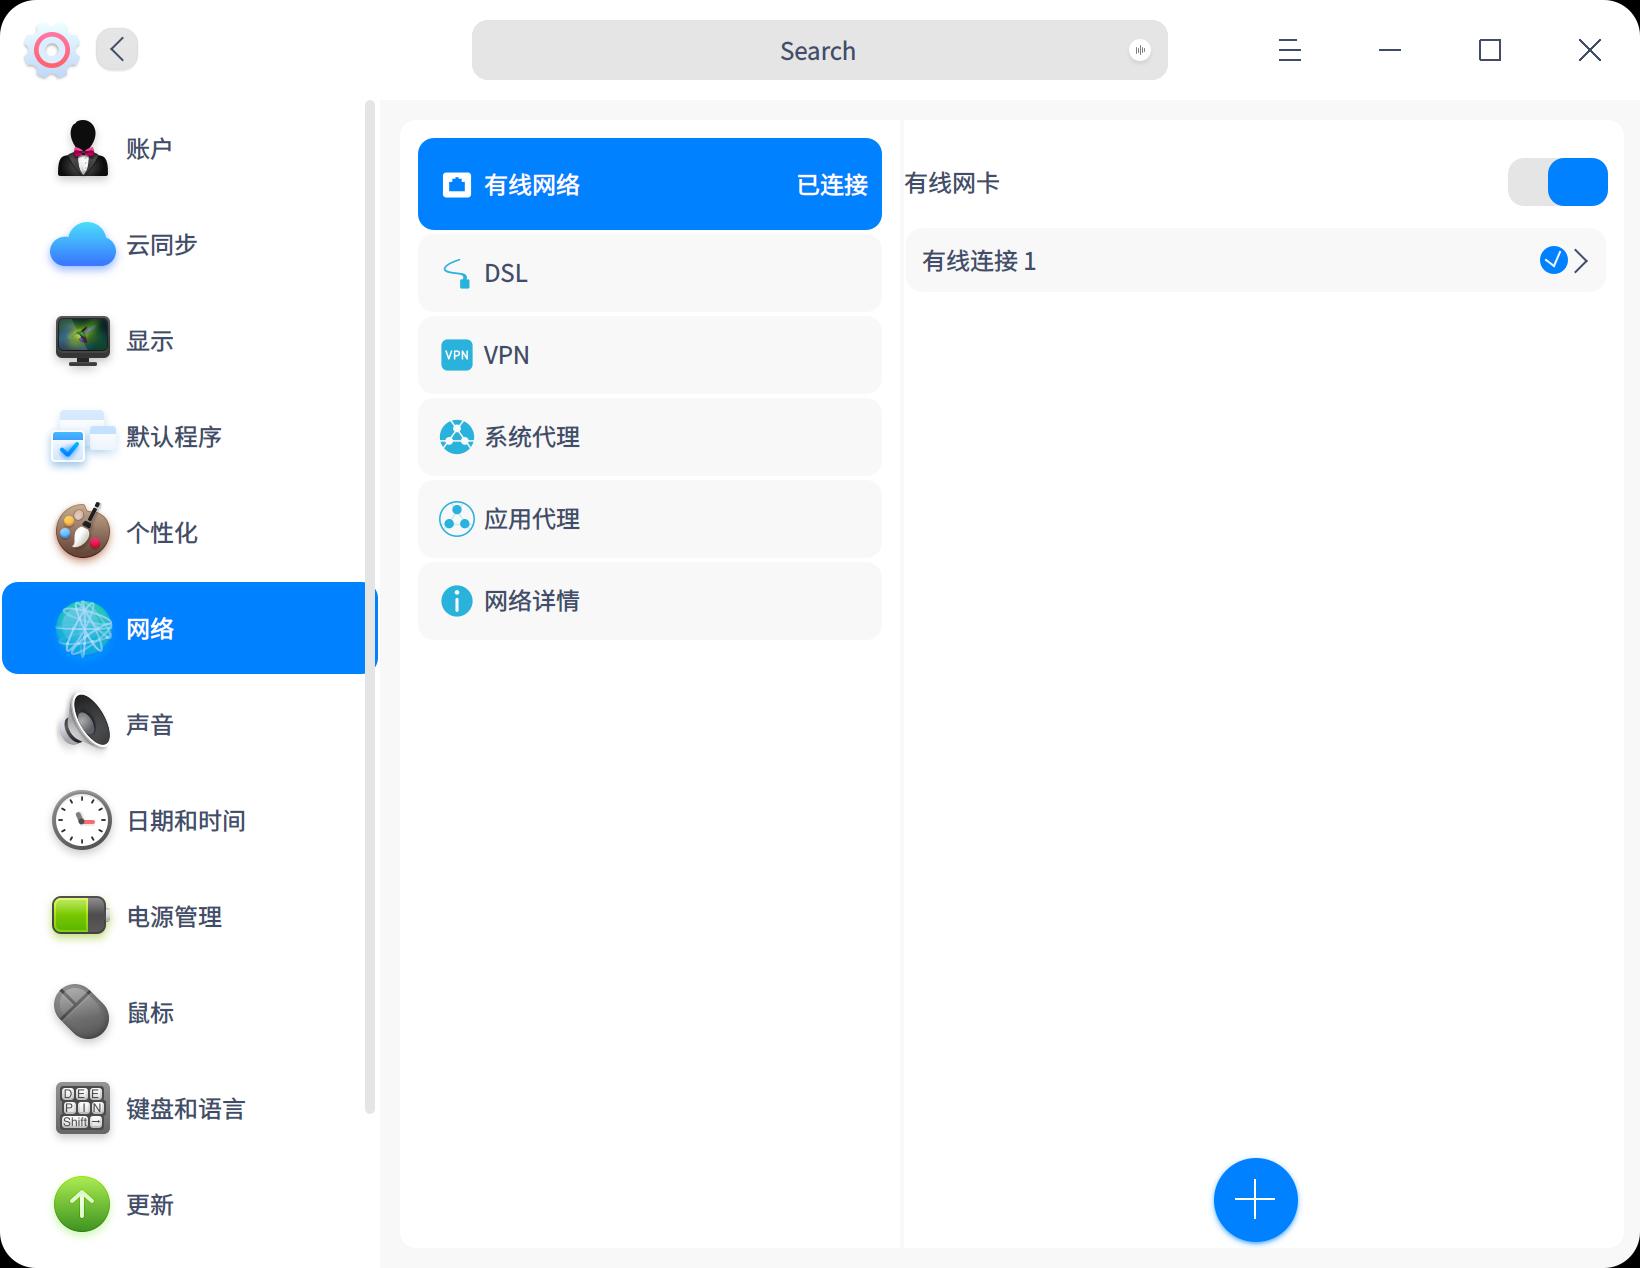 Search
账户
云同步
显示
默认程序
个性化
网络
声音
日期和时间
电源管理
鼠标
键盘和语言
D E E
P I N
Shift →
更新
有线网络 已连接
DSL
VPN
VPN
系统代理
应用代理
网络详情
有线网卡
有线连接 1